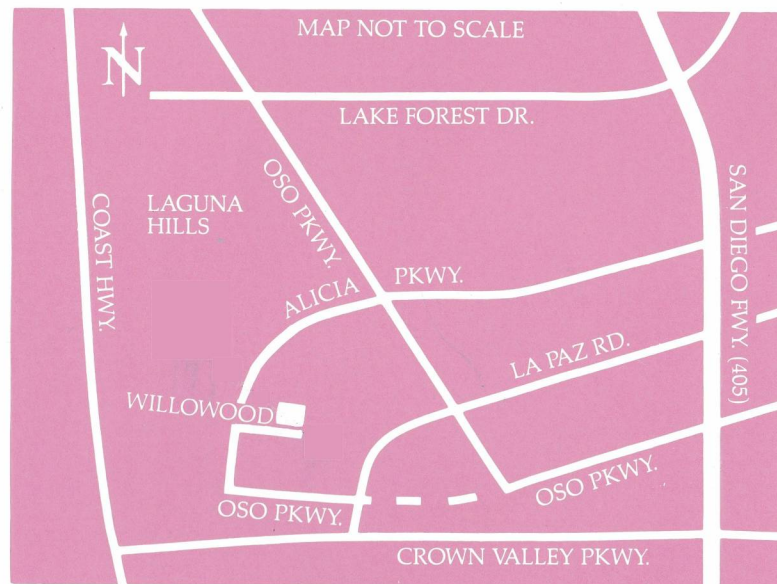 MAP NOT TO SCALE
N
LAKE FOREST DR.
OSO PKWY.
LAGUNA
HILLS
COAST HWY.
SAN DIEGO FWY. (405)
ALICIA PKWY.
LA PAZ RD.
WILLOWOOD
OSO PKWY.
OSO PKWY.
CROWN VALLEY PKWY.